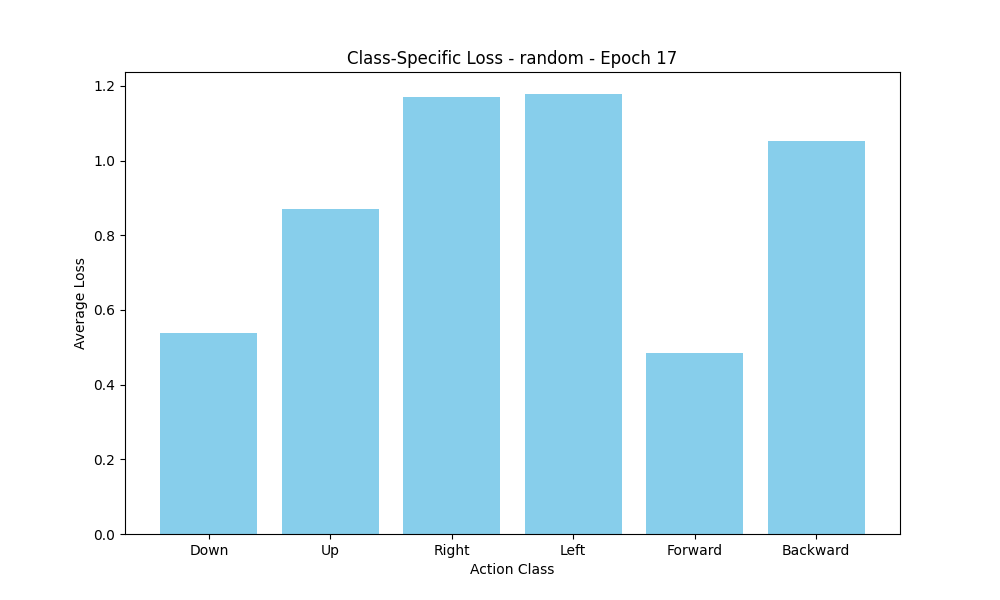 Class-Specific Loss - random - Epoch 17
1.2
1.0
0.8
0.6
0.4
0.2
0.0
Average Loss
Down Up Right Left Forward Backward
Action Class